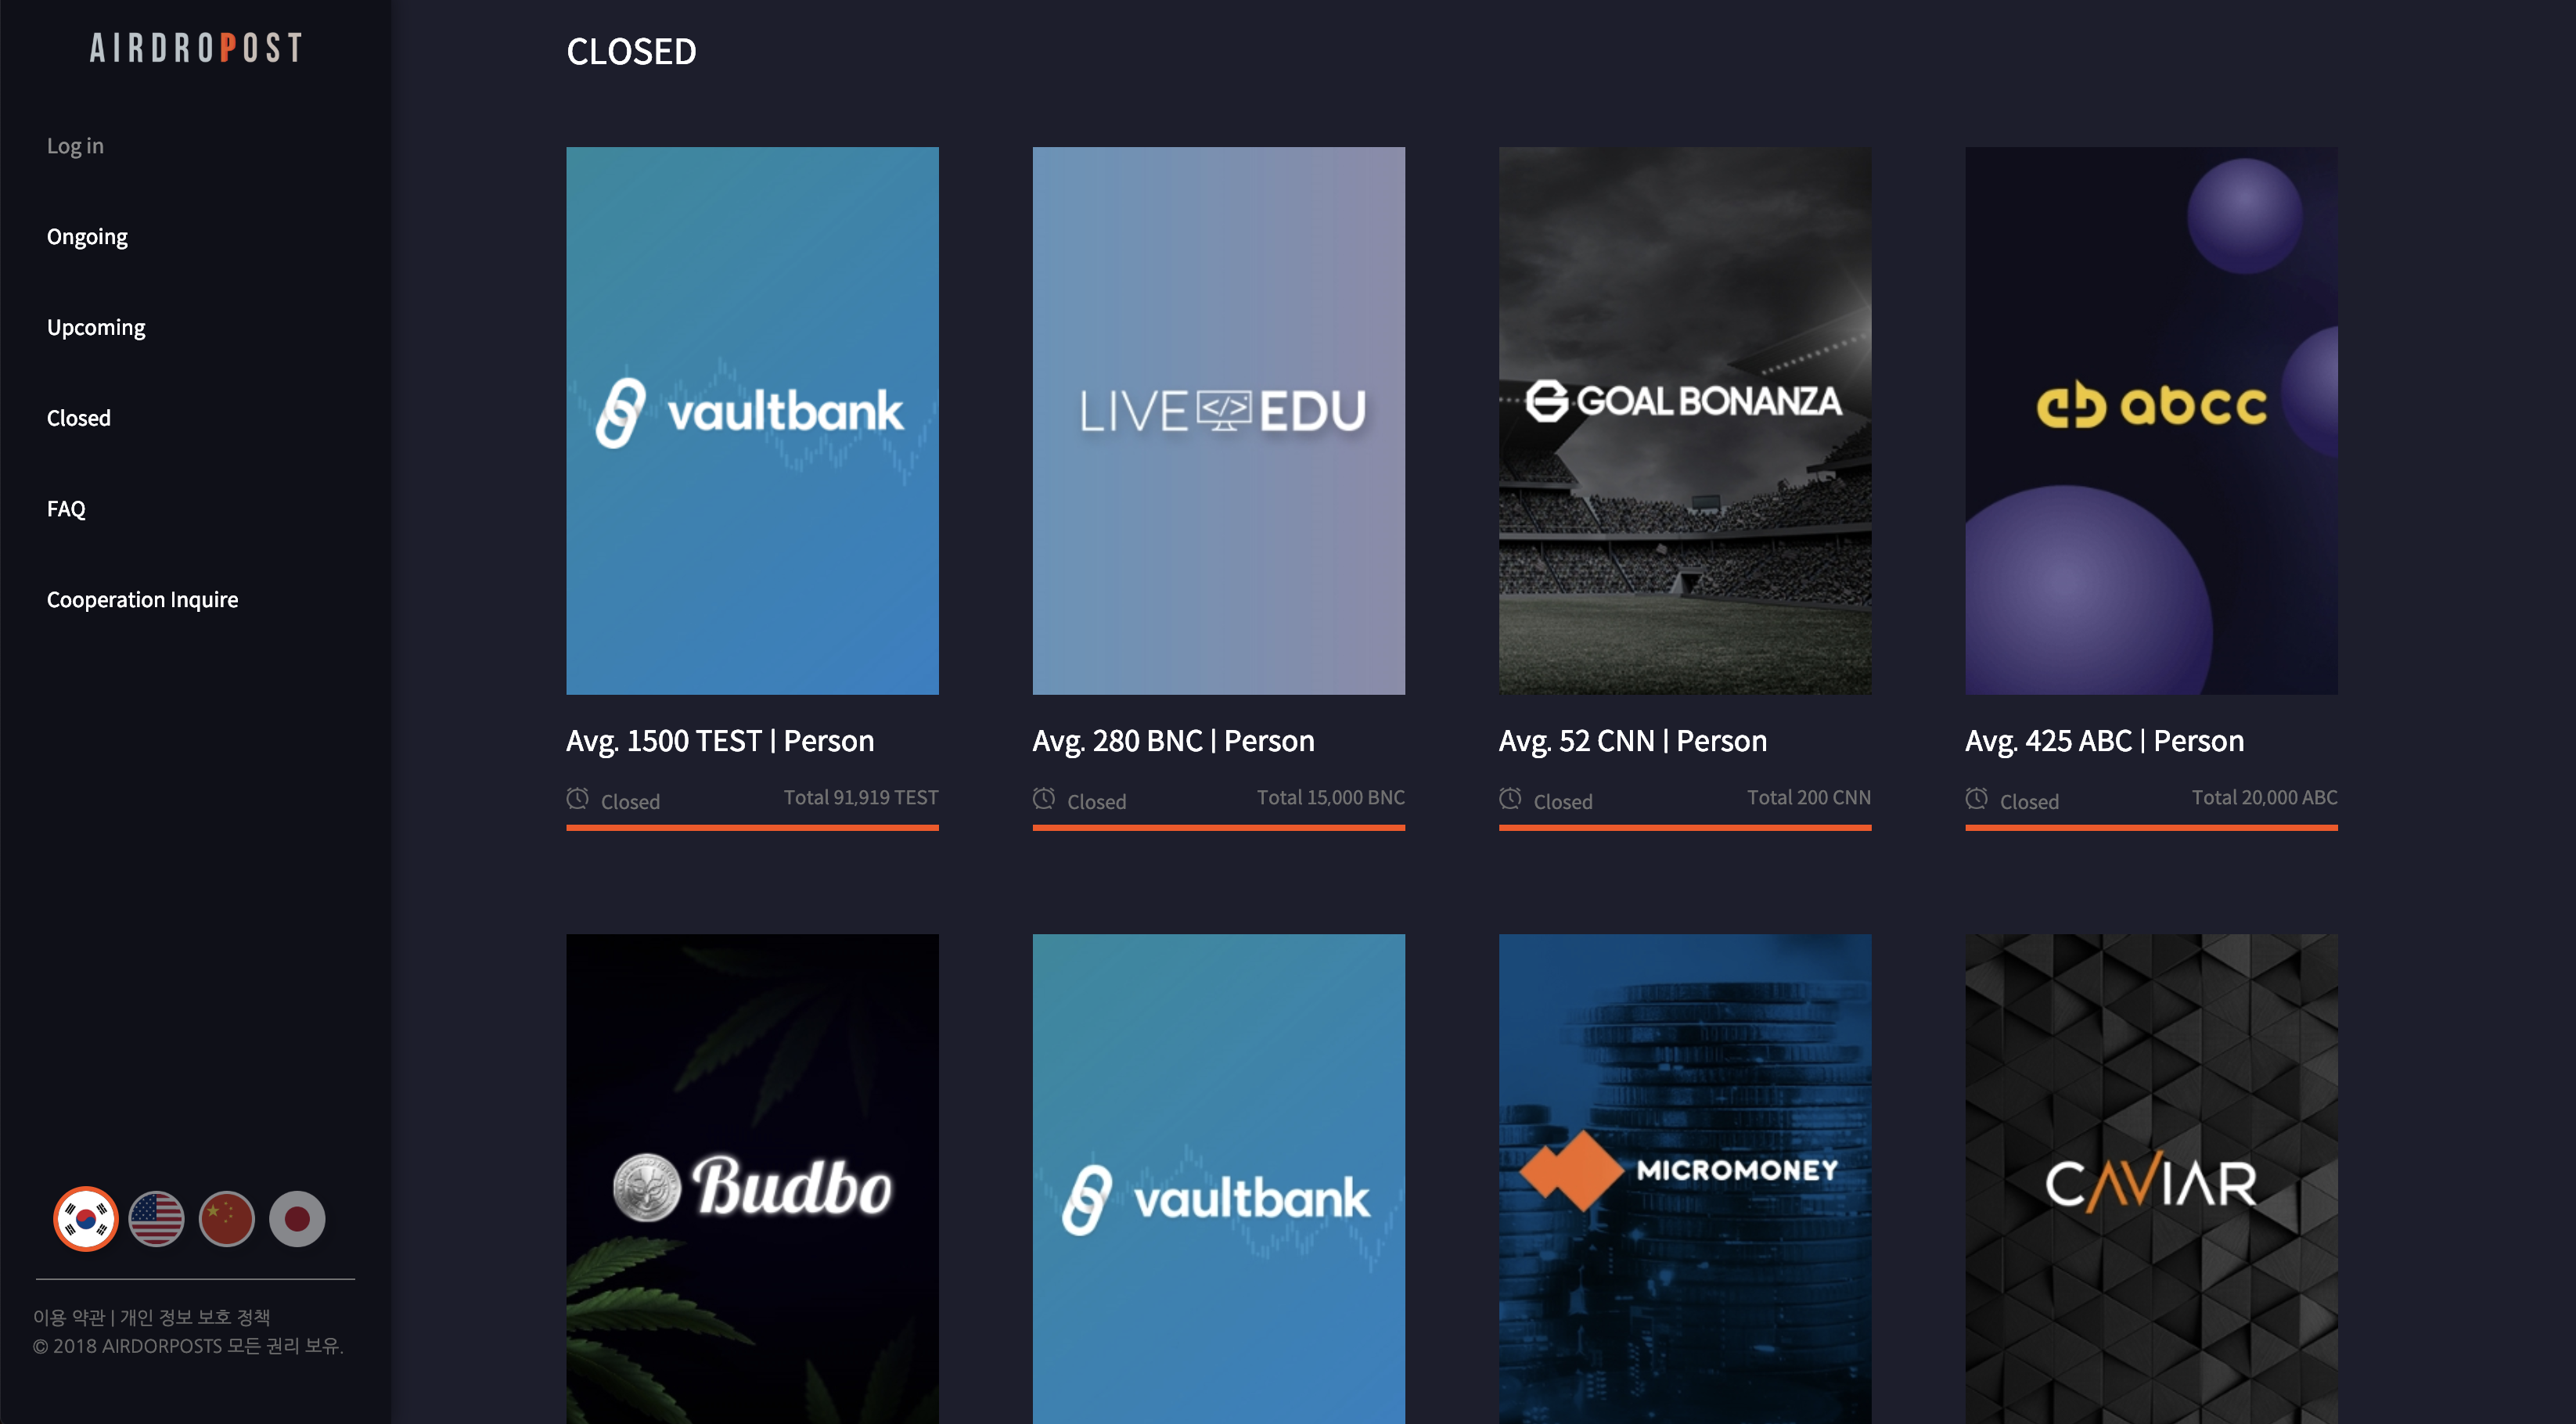 AIRDROPOST
Log in
Ongoing
Upcoming
Closed
FAQ
Cooperation Inquire
이용 약관 | 개인 정보 보호 정책
© 2018 AIRDORPOSTS 모든 권리 보유.
CLOSED
vaultbank
LIVE </> EDU
GOAL BONANZA
abcc
Avg. 1500 TEST | Person
Avg. 280 BNC | Person
Avg. 52 CNN | Person
Avg. 425 ABC | Person
Closed Total 91,919 TEST
Closed Total 15,000 BNC
Closed Total 200 CNN
Closed Total 20,000 ABC
Budbo
vaultbank
MICROMONEY
CAVIAR